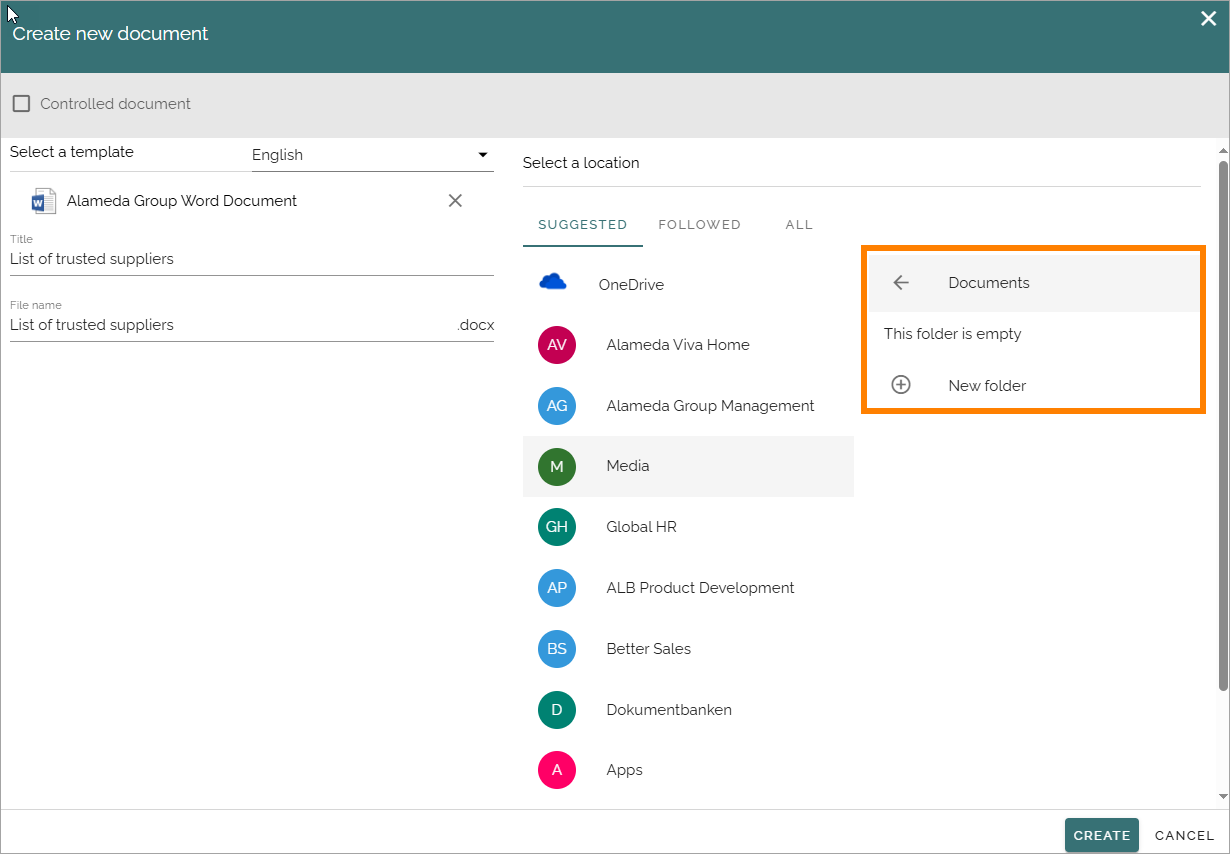 Create new document
Controlled document
Select a template
English
W
Alameda Group Word Document
Title
List of trusted suppliers
File name
List of trusted suppliers
.docx
Select a location
SUGGESTED
FOLLOWED
ALL
OneDrive
AV
Alameda Viva Home
AG
Alameda Group Management
M
Media
GH
Global HR
AP
ALB Product Development
BS
Better Sales
D
Dokumentbanken
A
Apps
Documents
This folder is empty
New folder
CREATE
CANCEL